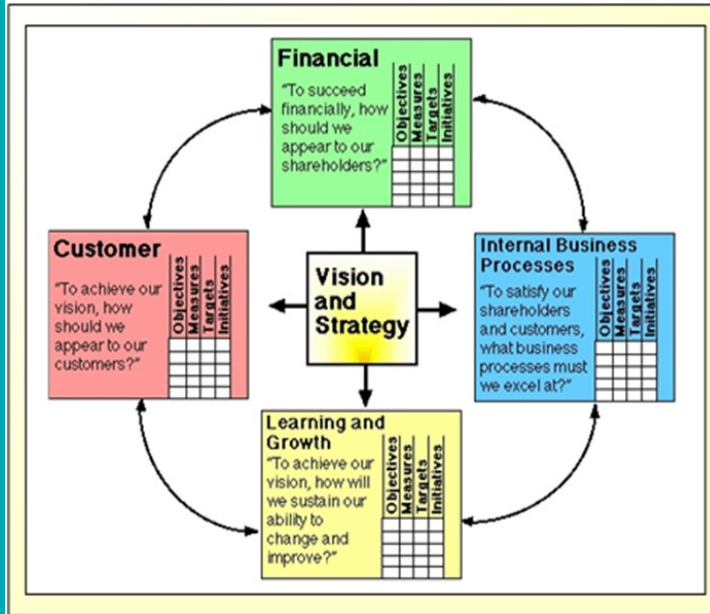 Financial
"To succeed
financially, how
should we
appear to our
shareholders?"
Objectives
Measures
Targets
Initiatives
Customer
"To achieve our
vision, how
should we
appear to our
customers?"
Objectives
Measures
Targets
Initiatives
Vision
and
Strategy
Internal Business
Processes
"To satisfy our
shareholders
and customers,
what business
processes must
we excel at?"
Objectives
Measures
Targets
Initiatives
Learning and
Growth
"To achieve our
vision, how will
we sustain our
ability to
change and
improve?"
Objectives
Measures
Targets
Initiatives